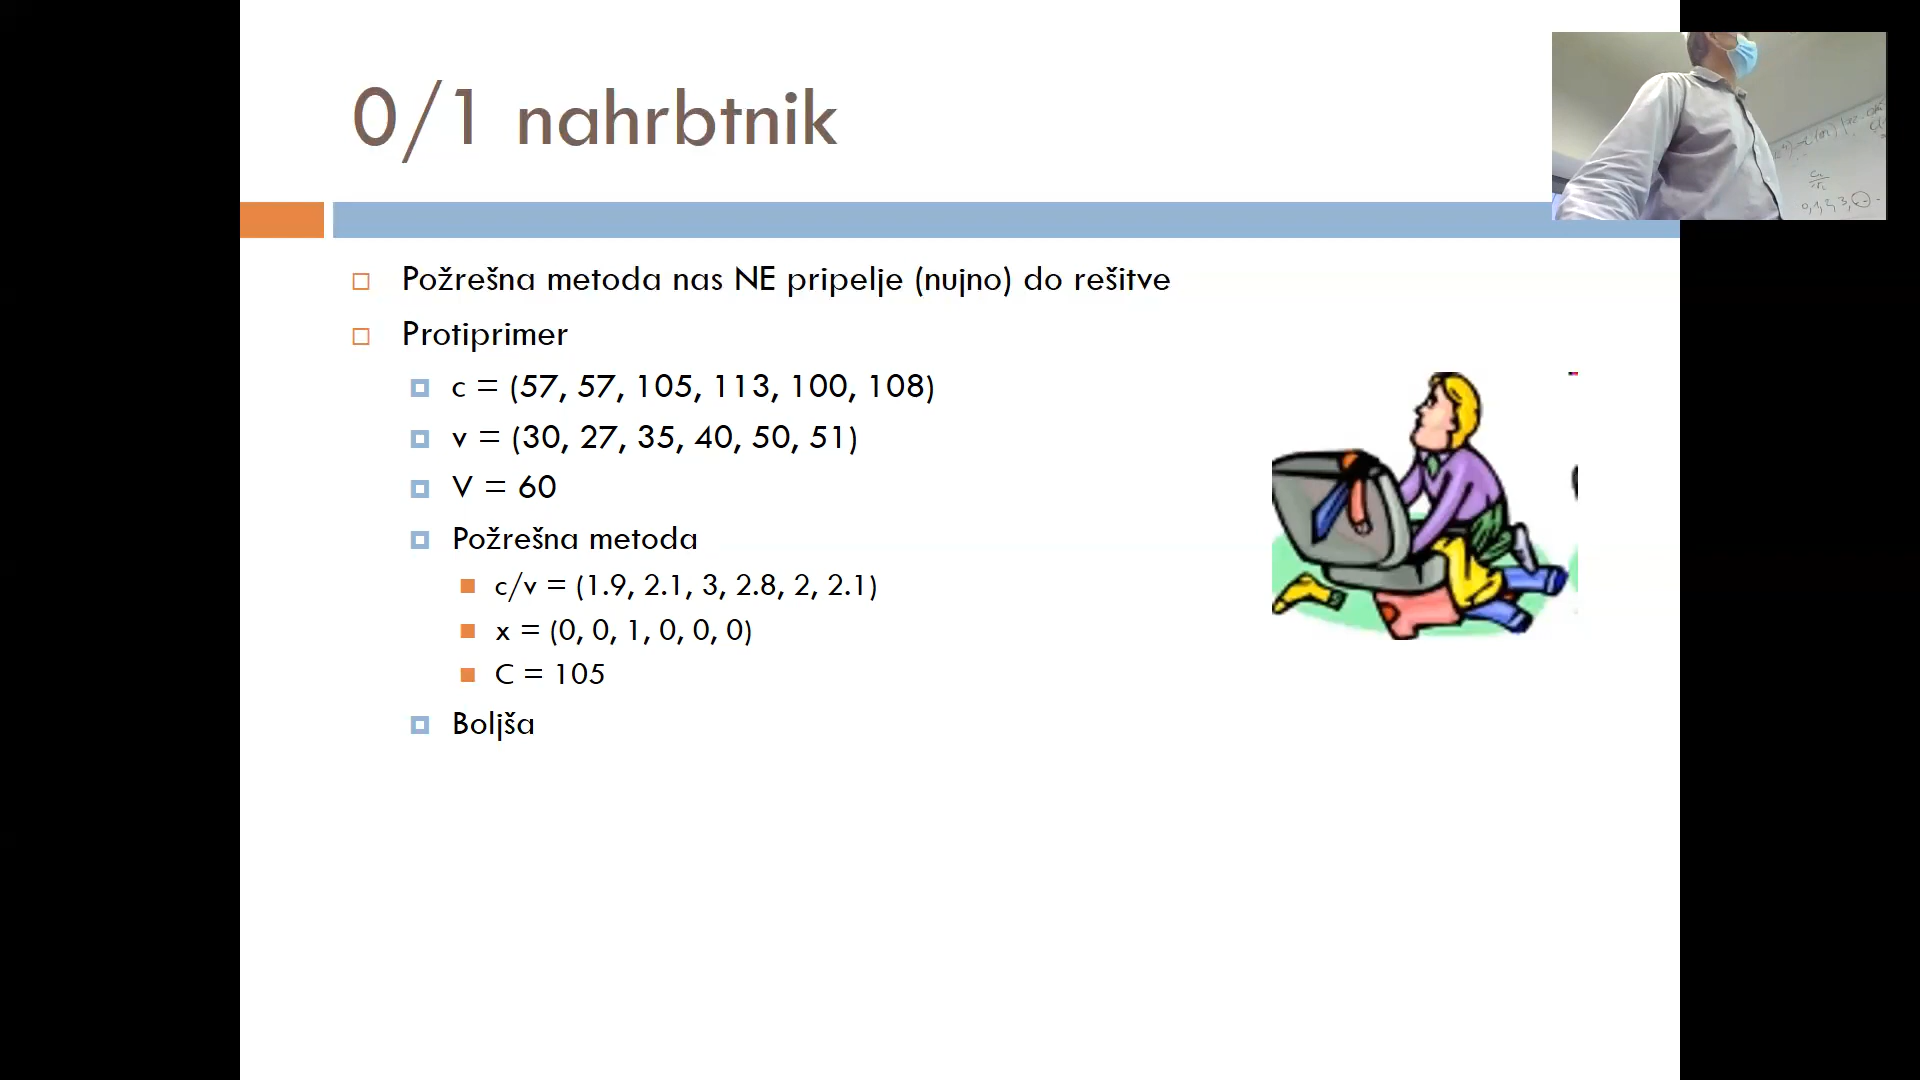 0/1 nahrbtnik
Požrešna metoda nas NE pripelje (nujno) do rešitve
Protiprimer
c = (57, 57, 105, 113, 100, 108)
v = (30, 27, 35, 40, 50, 51)
V = 60
Požrešna metoda
c/v = (1.9, 2.1, 3, 2.8, 2, 2.1)
x = (0, 0, 1, 0, 0, 0)
C = 105
Boljša